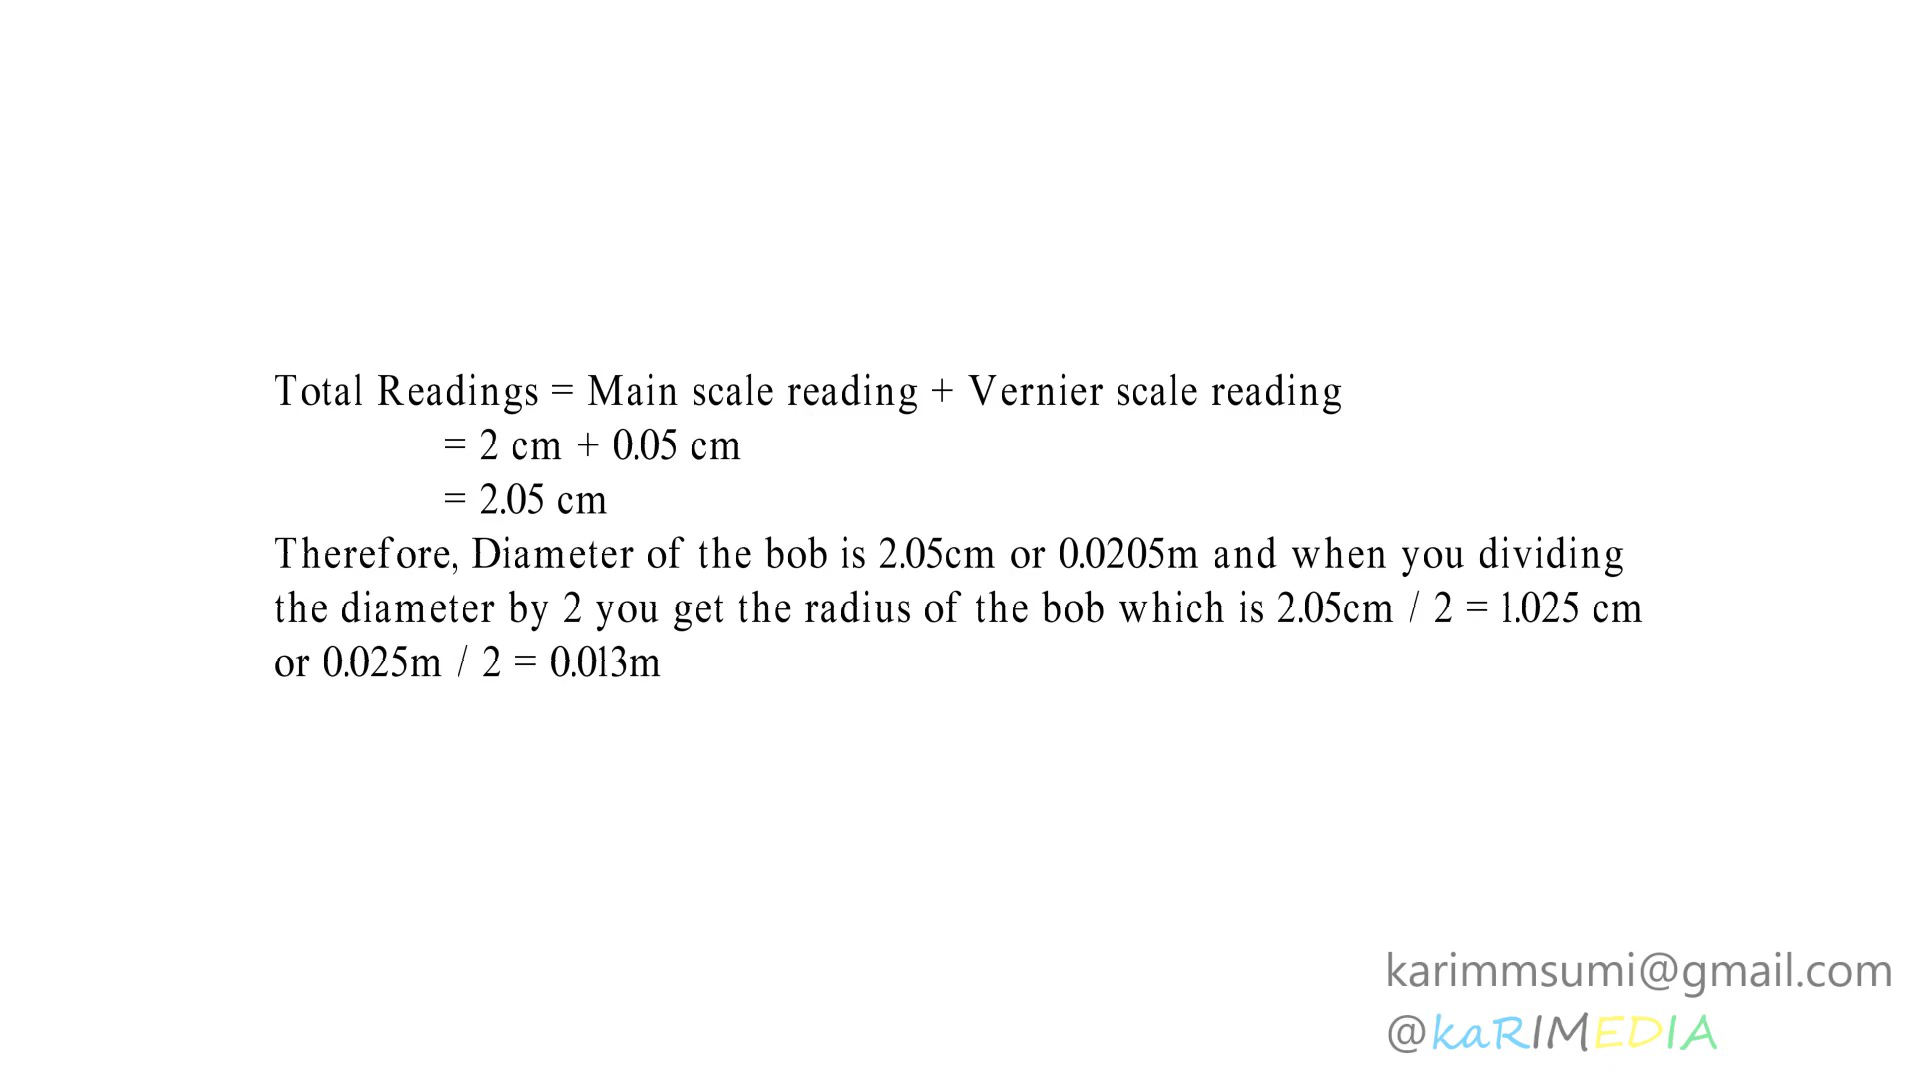 Total Readings = Main scale reading + Vernier scale reading
= 2 cm + 0.05 cm
= 2.05 cm
Therefore, Diameter of the bob is 2.05cm or 0.0205m and when you dividing
the diameter by 2 you get the radius of the bob which is 2.05cm / 2 = 1.025 cm
or 0.025m / 2 = 0.013m
karimmsumi@gmail.com
@kaRIMEDIA